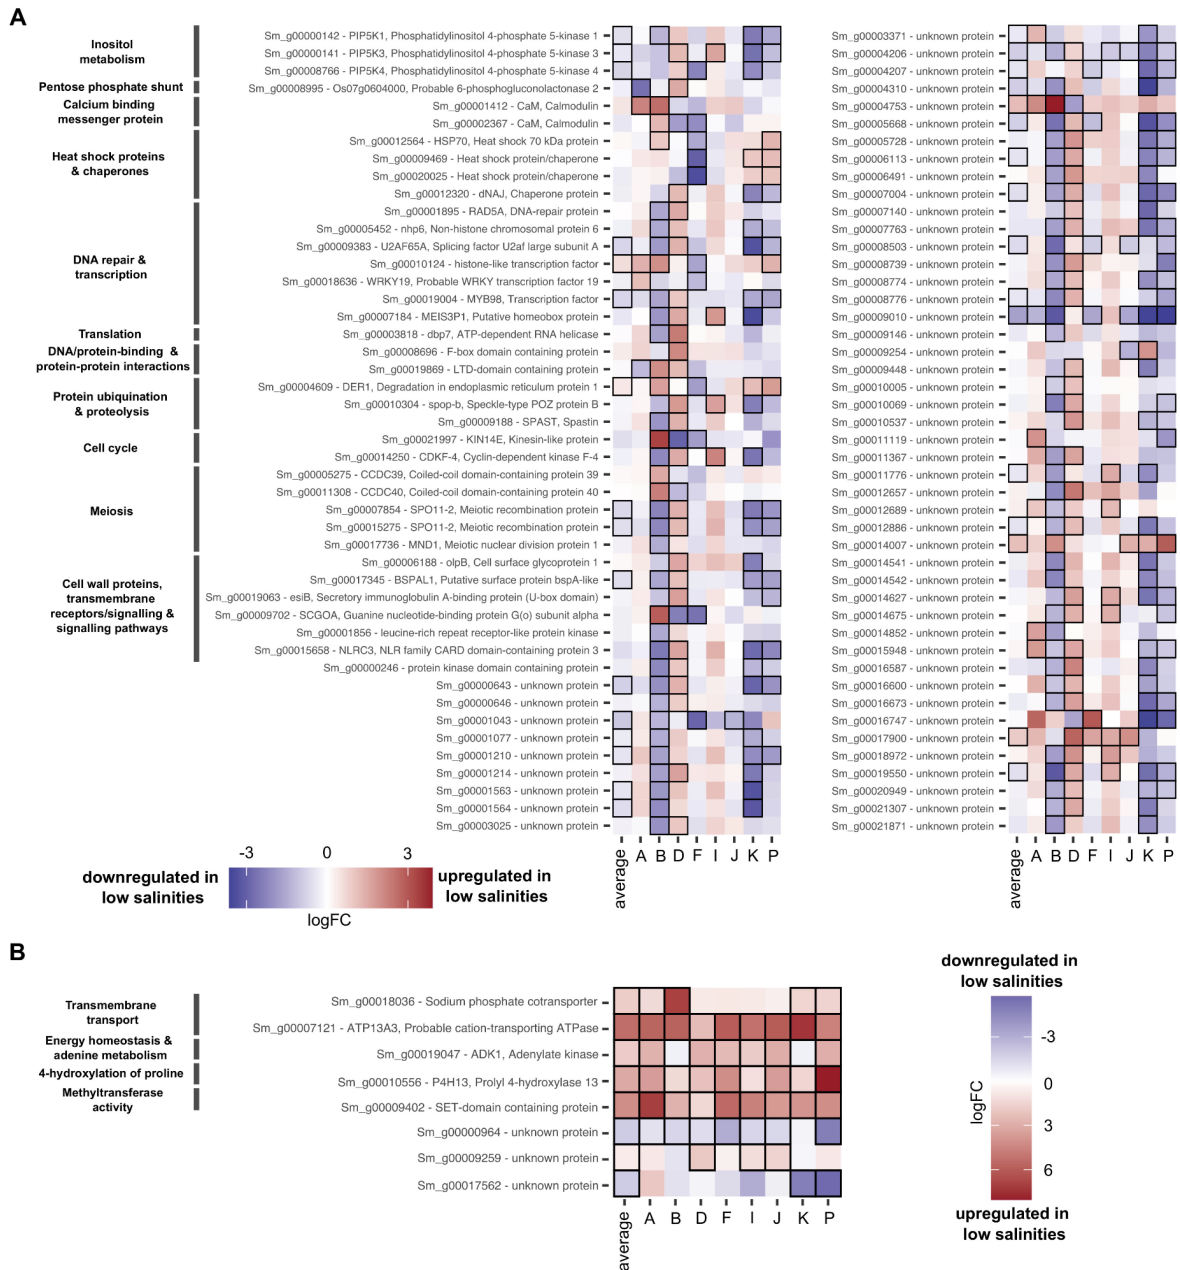 A
Inositol
metabolism
Pentose phosphate shunt
Calcium binding
messenger protein
Heat shock proteins
& chaperones
DNA repair &
transcription
Translation
DNA/protein-binding &
protein-protein interactions
Protein ubiquination
& proteolysis
Cell cycle
Meiosis
Cell wall proteins,
transmembrane
receptors/signalling &
signalling pathways
Sm_g00000142 - PIP5K1, Phosphatidylinositol 4-phosphate 5-kinase 1
Sm_g00000141 - PIP5K3, Phosphatidylinositol 4-phosphate 5-kinase 3
Sm_g00008766 - PIP5K4, Phosphatidylinositol 4-phosphate 5-kinase 4
Sm_g00008995 - Os07g0604000, Probable 6-phosphogluconolactonase 2
Sm_g00001412 - CaM, Calmodulin
Sm_g00002367 - CaM, Calmodulin
Sm_g00012564 - HSP70, Heat shock 70 kDa protein
Sm_g00009469 - Heat shock protein/chaperone
Sm_g00020025 - Heat shock protein/chaperone
Sm_g00012320 - dNAJ, Chaperone protein
Sm_g00001895 - RAD5A, DNA-repair protein
Sm_g00005452 - nhp6, Non-histone chromosomal protein 6
Sm_g00009383 - U2AF65A, Splicing factor U2af large subunit A
Sm_g00010124 - histone-like transcription factor
Sm_g00018636 - WRKY19, Probable WRKY transcription factor 19
Sm_g00019004 - MYB98, Transcription factor
Sm_g00007184 - MEIS3P1, Putative homeobox protein
Sm_g00003818 - dbp7, ATP-dependent RNA helicase
Sm_g00008696 - F-box domain containing protein
Sm_g00019869 - LTD-domain containing protein
Sm_g00004609 - DER1, Degradation in endoplasmic reticulum protein 1
Sm_g00010304 - spop-b, Speckle-type POZ protein B
Sm_g00009188 - SPAST, Spastin
Sm_g00021997 - KIN14E, Kinesin-like protein
Sm_g00014250 - CDKF-4, Cyclin-dependent kinase F-4
Sm_g00005275 - CCDC39, Coiled-coil domain-containing protein 39
Sm_g00011308 - CCDC40, Coiled-coil domain-containing protein 40
Sm_g00007854 - SPO11-2, Meiotic recombination protein
Sm_g00015275 - SPO11-2, Meiotic recombination protein
Sm_g00017736 - MND1, Meiotic nuclear division protein 1
Sm_g00006188 - olpB, Cell surface glycoprotein 1
Sm_g00017345 - BSPAL1, Putative surface protein bspA-like
Sm_g00019063 - esiB, Secretory immunoglobulin A-binding protein (U-box domain)
Sm_g00009702 - SCGOA, Guanine nucleotide-binding protein G(o) subunit alpha
Sm_g00001856 - leucine-rich repeat receptor-like protein kinase
Sm_g00015658 - NLRC3, NLR family CARD domain-containing protein 3
Sm_g00000246 - protein kinase domain containing protein
Sm_g00000643 - unknown protein
Sm_g00000646 - unknown protein
Sm_g00001043 - unknown protein
Sm_g00001077 - unknown protein
Sm_g00001210 - unknown protein
Sm_g00001214 - unknown protein
Sm_g00001563 - unknown protein
Sm_g00001564 - unknown protein
Sm_g00003025 - unknown protein
average A B D F I J K P
Sm_g00003371 - unknown protein
Sm_g00004206 - unknown protein
Sm_g00004207 - unknown protein
Sm_g00004310 - unknown protein
Sm_g00004753 - unknown protein
Sm_g00005668 - unknown protein
Sm_g00005728 - unknown protein
Sm_g00006113 - unknown protein
Sm_g00006491 - unknown protein
Sm_g00007004 - unknown protein
Sm_g00007140 - unknown protein
Sm_g00007763 - unknown protein
Sm_g00008503 - unknown protein
Sm_g00008739 - unknown protein
Sm_g00008774 - unknown protein
Sm_g00008776 - unknown protein
Sm_g00009010 - unknown protein
Sm_g00009146 - unknown protein
Sm_g00009254 - unknown protein
Sm_g00009448 - unknown protein
Sm_g00010005 - unknown protein
Sm_g00010069 - unknown protein
Sm_g00010537 - unknown protein
Sm_g00011119 - unknown protein
Sm_g00011367 - unknown protein
Sm_g00011776 - unknown protein
Sm_g00012657 - unknown protein
Sm_g00012689 - unknown protein
Sm_g00012886 - unknown protein
Sm_g00014007 - unknown protein
Sm_g00014541 - unknown protein
Sm_g00014542 - unknown protein
Sm_g00014627 - unknown protein
Sm_g00014675 - unknown protein
Sm_g00014852 - unknown protein
Sm_g00015948 - unknown protein
Sm_g00016587 - unknown protein
Sm_g00016600 - unknown protein
Sm_g00016673 - unknown protein
Sm_g00016747 - unknown protein
Sm_g00017900 - unknown protein
Sm_g00018972 - unknown protein
Sm_g00019550 - unknown protein
Sm_g00020949 - unknown protein
Sm_g00021307 - unknown protein
Sm_g00021871 - unknown protein
average A B D F I J K P
-3 0 3
downregulated in
low salinities
upregulated in
low salinities
logFC
B
Transmembrane
transport
Energy homeostasis &
adenine metabolism
4-hydroxylation of proline
Methyltransferase
activity
Sm_g00018036 - Sodium phosphate cotransporter
Sm_g00007121 - ATP13A3, Probable cation-transporting ATPase
Sm_g00019047 - ADK1, Adenylate kinase
Sm_g00010556 - P4H13, Prolyl 4-hydroxylase 13
Sm_g00009402 - SET-domain containing protein
Sm_g00000964 - unknown protein
Sm_g00009259 - unknown protein
Sm_g00017562 - unknown protein
average A B D F I J K P
downregulated in
low salinities
logFC
-3
0
3
6
upregulated in
low salinities